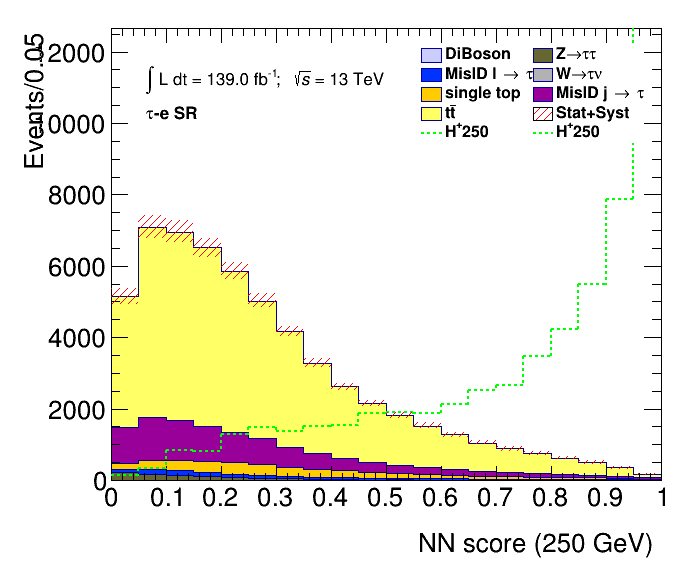 Events/0.05
2000
0000
8000
6000
4000
2000
0
∫ L dt = 139.0 fb⁻¹; √s = 13 TeV
τ-e SR
DiBoson
MisID l → τ
single top
tt̄
H⁺250
Z→ττ
W→τν
MisID j → τ
Stat+Syst
H⁺250
0 0.1 0.2 0.3 0.4 0.5 0.6 0.7 0.8 0.9 1
NN score (250 GeV)